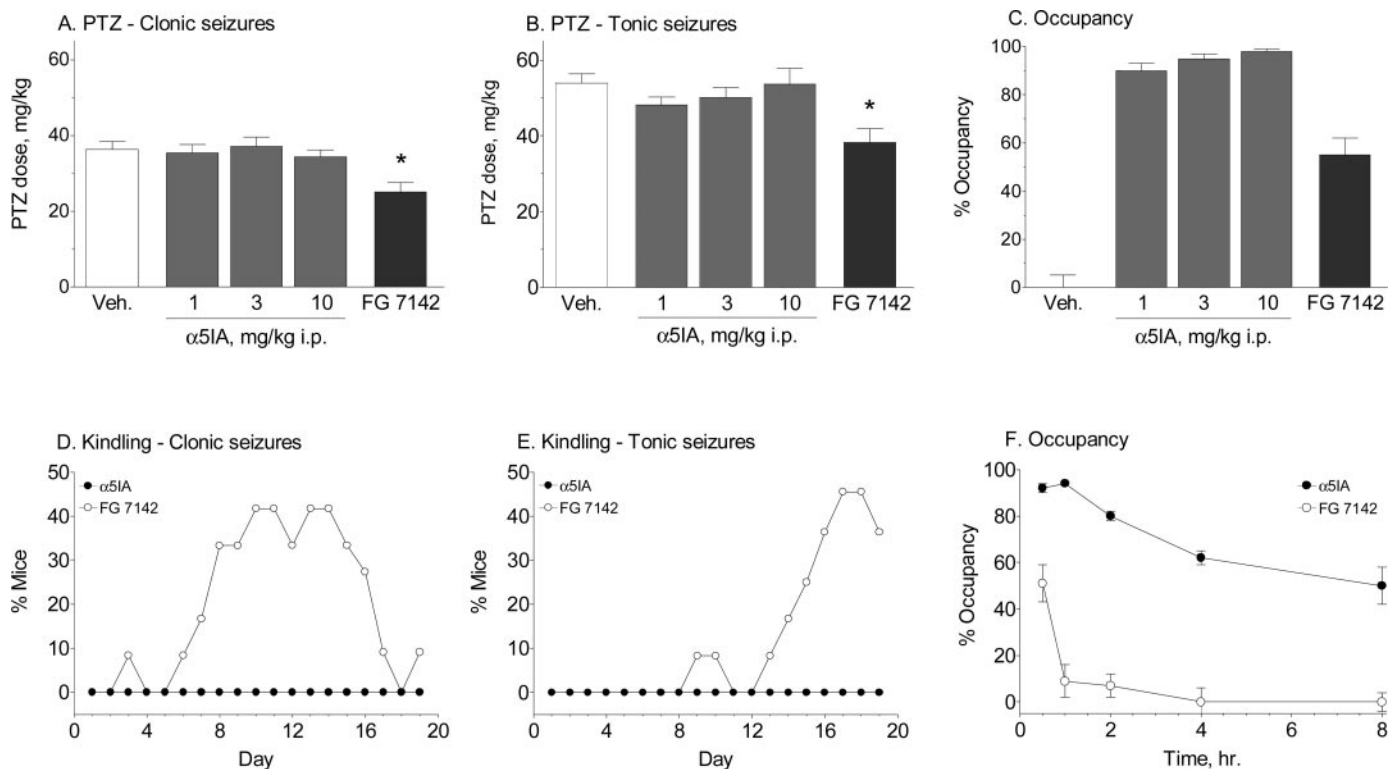 A. PTZ - Clonic seizures
PTZ dose, mg/kg
60
40
20
0
*
Veh. 1 3 10 FG 7142
α5IA, mg/kg i.p.
B. PTZ - Tonic seizures
PTZ dose, mg/kg
60
40
20
0
*
Veh. 1 3 10 FG 7142
α5IA, mg/kg i.p.
C. Occupancy
% Occupancy
100
80
60
40
20
0
Veh. 1 3 10 FG 7142
α5IA, mg/kg i.p.
D. Kindling - Clonic seizures
% Mice
50
40
30
20
10
0
α5IA
FG 7142
0 4 8 12 16 20
Day
E. Kindling - Tonic seizures
% Mice
50
40
30
20
10
0
α5IA
FG 7142
0 4 8 12 16 20
Day
F. Occupancy
% Occupancy
100
80
60
40
20
0
α5IA
FG 7142
0 2 4 6 8
Time, hr.